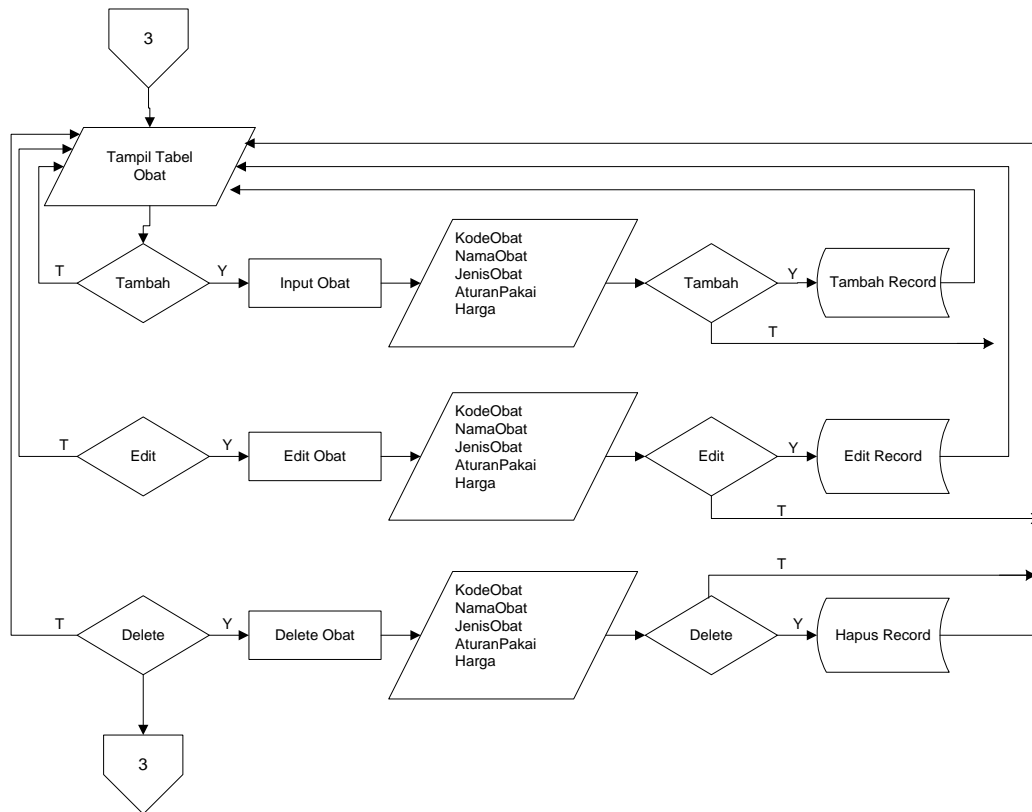 3
Tampil Tabel
Obat
T
Tambah
Y
Input Obat
KodeObat
NamaObat
JenisObat
AturanPakai
Harga
Tambah
Y
Tambah Record
T
T
Edit
Y
Edit Obat
KodeObat
NamaObat
JenisObat
AturanPakai
Harga
Edit
Y
Edit Record
T
T
Delete
Y
Delete Obat
KodeObat
NamaObat
JenisObat
AturanPakai
Harga
T
Delete
Y
Hapus Record
3